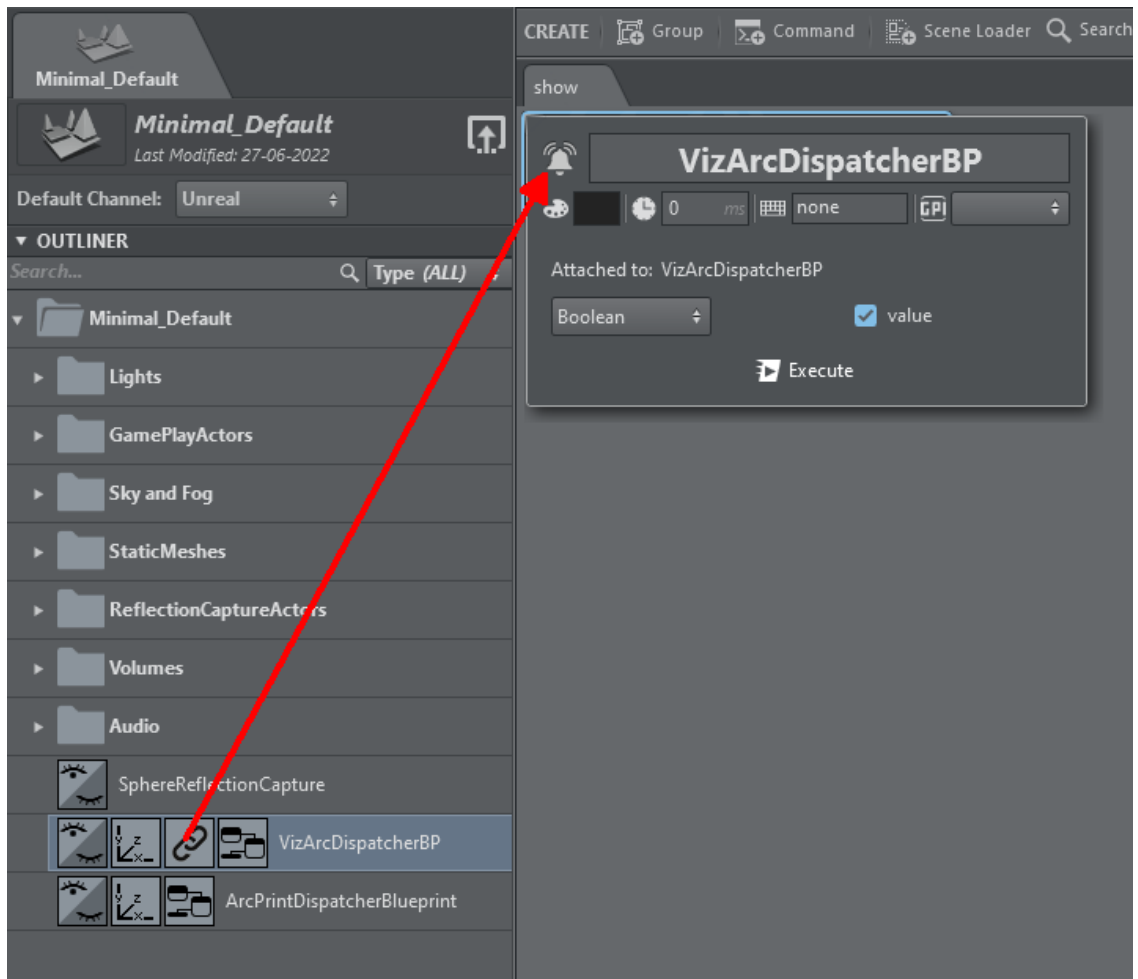 Minimal_Default
Minimal_Default
Last Modified: 27-06-2022
Default Channel: Unreal
OUTLINER
Search... Type (ALL)
Minimal_Default
Lights
GamePlayActors
Sky and Fog
StaticMeshes
ReflectionCaptureActors
Volumes
Audio
SphereReflectionCapture
VizArcDispatcherBP
ArcPrintDispatcherBlueprint
CREATE Group Command Scene Loader Search
show
VizArcDispatcherBP
0 ms none GPI
Attached to: VizArcDispatcherBP
Boolean value
Execute